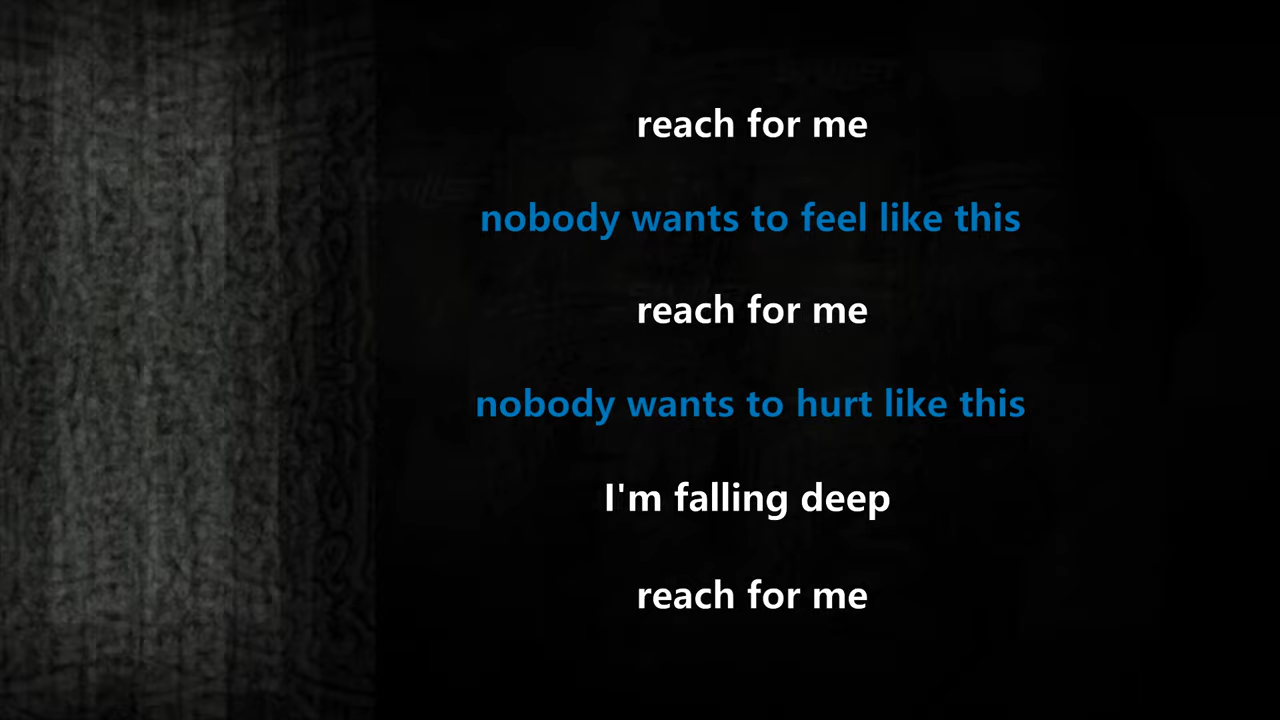 reach for me
nobody wants to feel like this
reach for me
nobody wants to hurt like this
I'm falling deep
reach for me